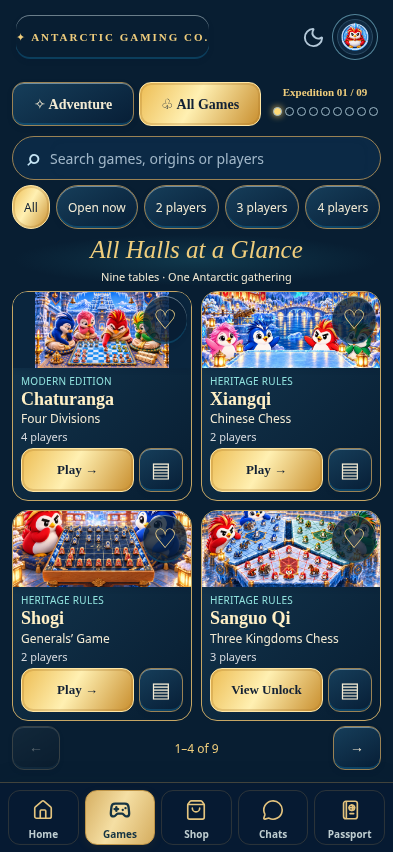 ✦ ANTARCTIC GAMING CO.
✧ Adventure
♧ All Games
Expedition 01 / 09
Search games, origins or players
All
Open now
2 players
3 players
4 players
All Halls at a Glance
Nine tables · One Antarctic gathering
MODERN EDITION
Chaturanga
Four Divisions
4 players
Play →
HERITAGE RULES
Xiangqi
Chinese Chess
2 players
Play →
HERITAGE RULES
Shogi
Generals’ Game
2 players
Play →
HERITAGE RULES
Sanguo Qi
Three Kingdoms Chess
3 players
View Unlock
←
1–4 of 9
→
Home
Games
Shop
Chats
Passport